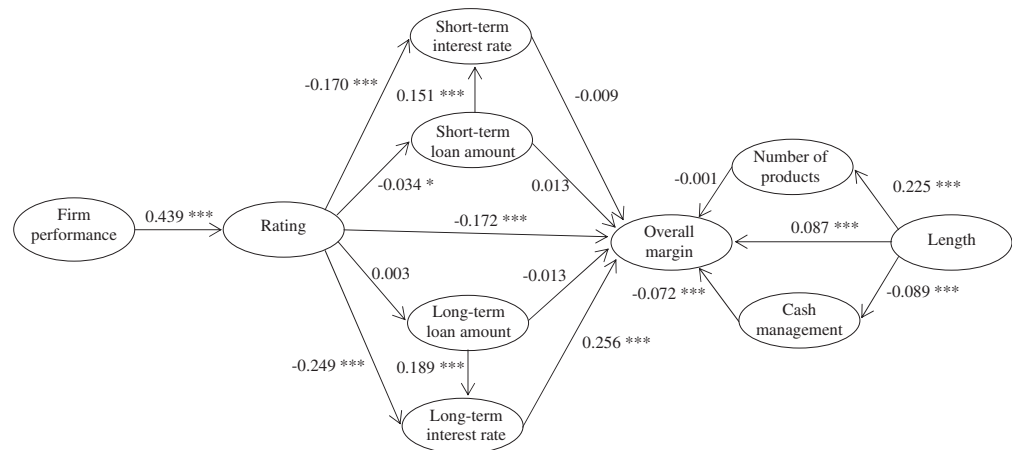 Short-term
interest rate
-0.170 ***
0.151 ***
-0.009
Short-term
loan amount
Number of
products
-0.034 *
0.013
-0.001
0.225 ***
Firm
performance
0.439 ***
Rating
-0.172 ***
Overall
margin
0.087 ***
Length
0.003
-0.013
-0.072 ***
-0.089 ***
Long-term
loan amount
Cash
management
-0.249 ***
0.189 ***
0.256 ***
Long-term
interest rate